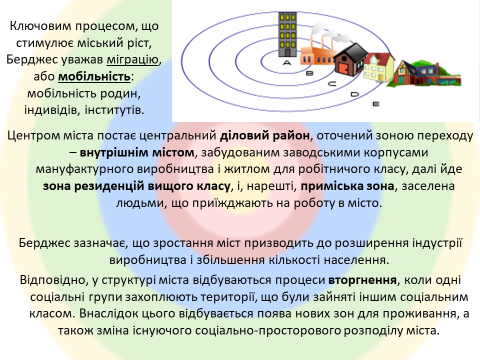 Ключовим процесом, що
стимулює міський ріст,
Берджес уважав міграцію,
або мобільність:
мобільність родин,
індивідів, інститутів.
A
B
C
D
E
Центром міста постає центральний діловий район, оточений зоною переходу
– внутрішнім містом, забудованим заводськими корпусами
мануфактурного виробництва і житлом для робітничого класу, далі йде
зона резиденцій вищого класу, і, нарешті, приміська зона, заселена
людьми, що приїжджають на роботу в місто.
Берджес зазначає, що зростання міст призводить до розширення індустрії
виробництва і збільшення кількості населення.
Відповідно, у структурі міста відбуваються процеси вторгнення, коли одні
соціальні групи захоплюють території, що були зайняті іншим соціальним
класом. Внаслідок цього відбувається поява нових зон для проживання, а
також зміна існуючого соціально-просторового розподілу міста.